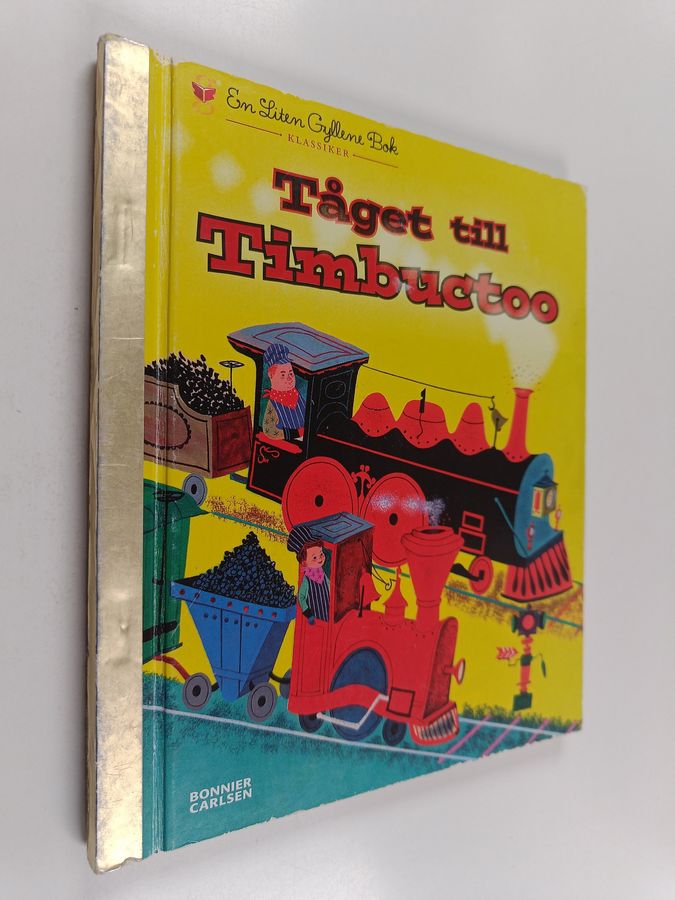 En Liten Gyllene Bok
KLASSIKER
Tåget till
Timbuctoo
BONNIER
CARLSEN